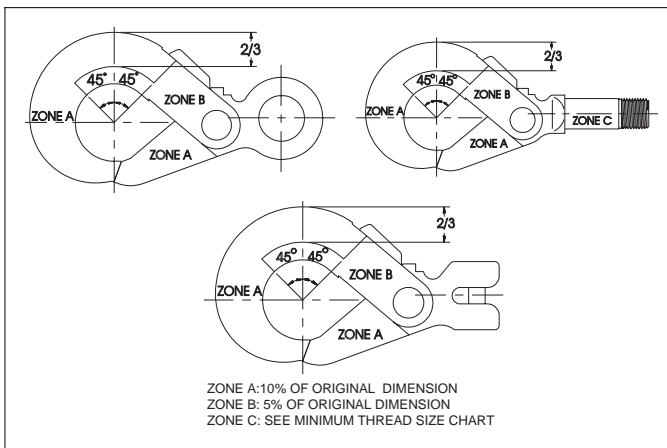 2/3
45° 45°
ZONE A
ZONE B
ZONE A
2/3
45° 45°
ZONE A
ZONE B
ZONE C
ZONE A
2/3
45° 45°
ZONE A
ZONE B
ZONE A
ZONE A:10% OF ORIGINAL DIMENSION
ZONE B: 5% OF ORIGINAL DIMENSION
ZONE C: SEE MINIMUM THREAD SIZE CHART